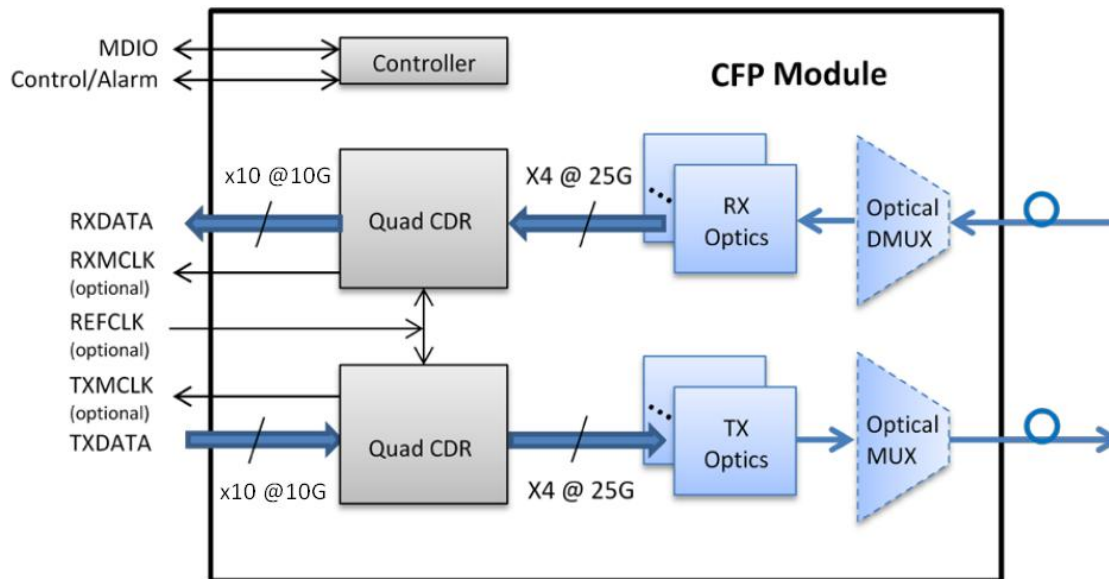 MDIO
Control/Alarm
Controller
CFP Module
x10 @10G
X4 @ 25G
RXDATA
Quad CDR
RX
Optics
Optical
DMUX
RXMCLK
(optional)
REFCLK
(optional)
TXMCLK
(optional)
TXDATA
Quad CDR
TX
Optics
Optical
MUX
x10 @10G
X4 @ 25G